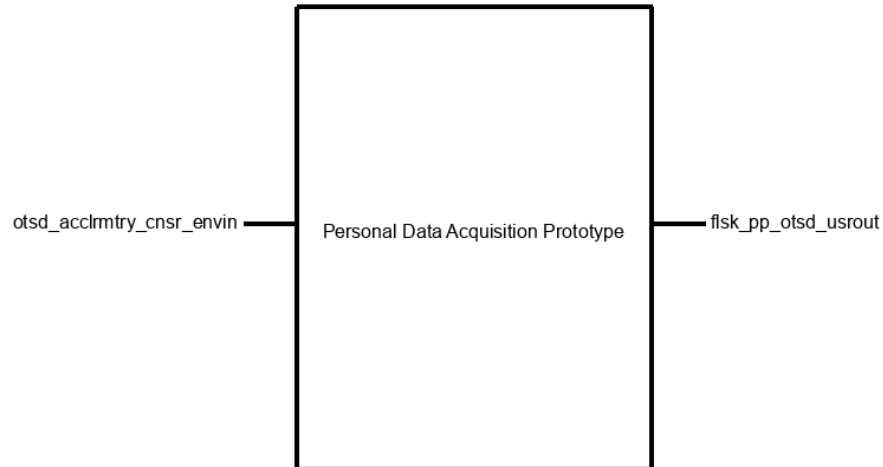 otsd_acclrmtry_cnsr_envin
Personal Data Acquisition Prototype
flsk_pp_otsd_usrout